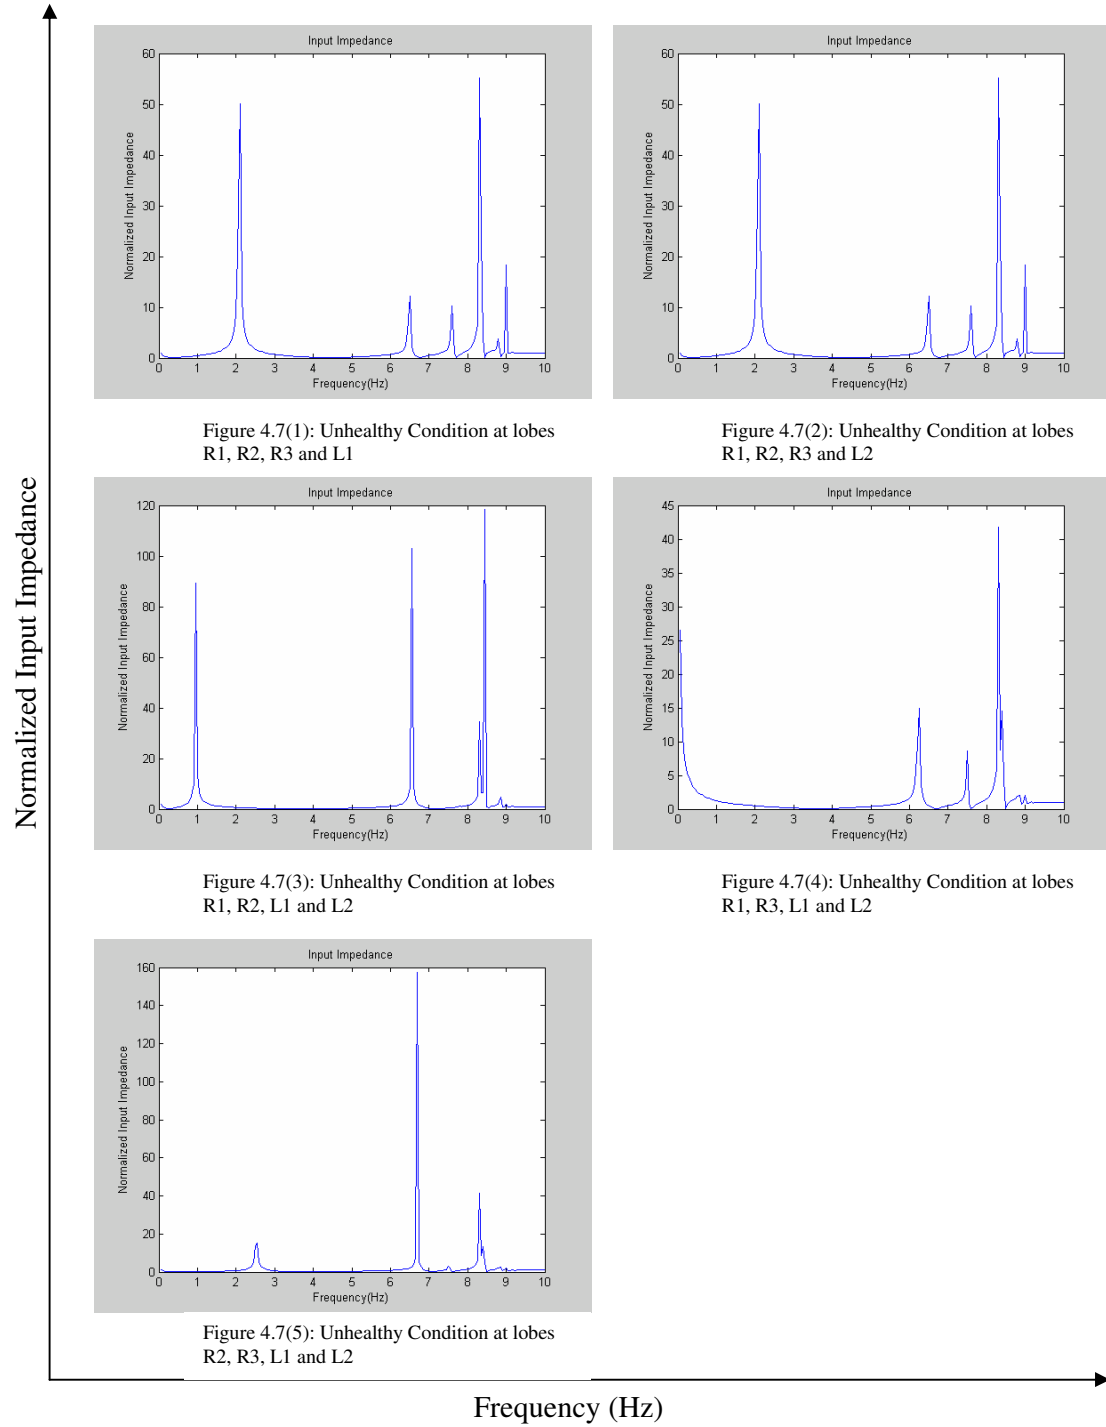 Normalized Input Impedance
Input Impedance
Normalized Input Impedance
60
50
40
30
20
10
0
0 1 2 3 4 5 6 7 8 9 10
Frequency(Hz)
Figure 4.7(1): Unhealthy Condition at lobes
R1, R2, R3 and L1
Input Impedance
Normalized Input Impedance
60
50
40
30
20
10
0
0 1 2 3 4 5 6 7 8 9 10
Frequency(Hz)
Figure 4.7(2): Unhealthy Condition at lobes
R1, R2, R3 and L2
Input Impedance
Normalized Input Impedance
120
100
80
60
40
20
0
0 1 2 3 4 5 6 7 8 9 10
Frequency(Hz)
Figure 4.7(3): Unhealthy Condition at lobes
R1, R2, L1 and L2
Input Impedance
Normalized Input Impedance
45
40
35
30
25
20
15
10
5
0
0 1 2 3 4 5 6 7 8 9 10
Frequency(Hz)
Figure 4.7(4): Unhealthy Condition at lobes
R1, R3, L1 and L2
Input Impedance
Normalized Input Impedance
160
140
120
100
80
60
40
20
0
0 1 2 3 4 5 6 7 8 9 10
Frequency(Hz)
Figure 4.7(5): Unhealthy Condition at lobes
R2, R3, L1 and L2
Frequency (Hz)